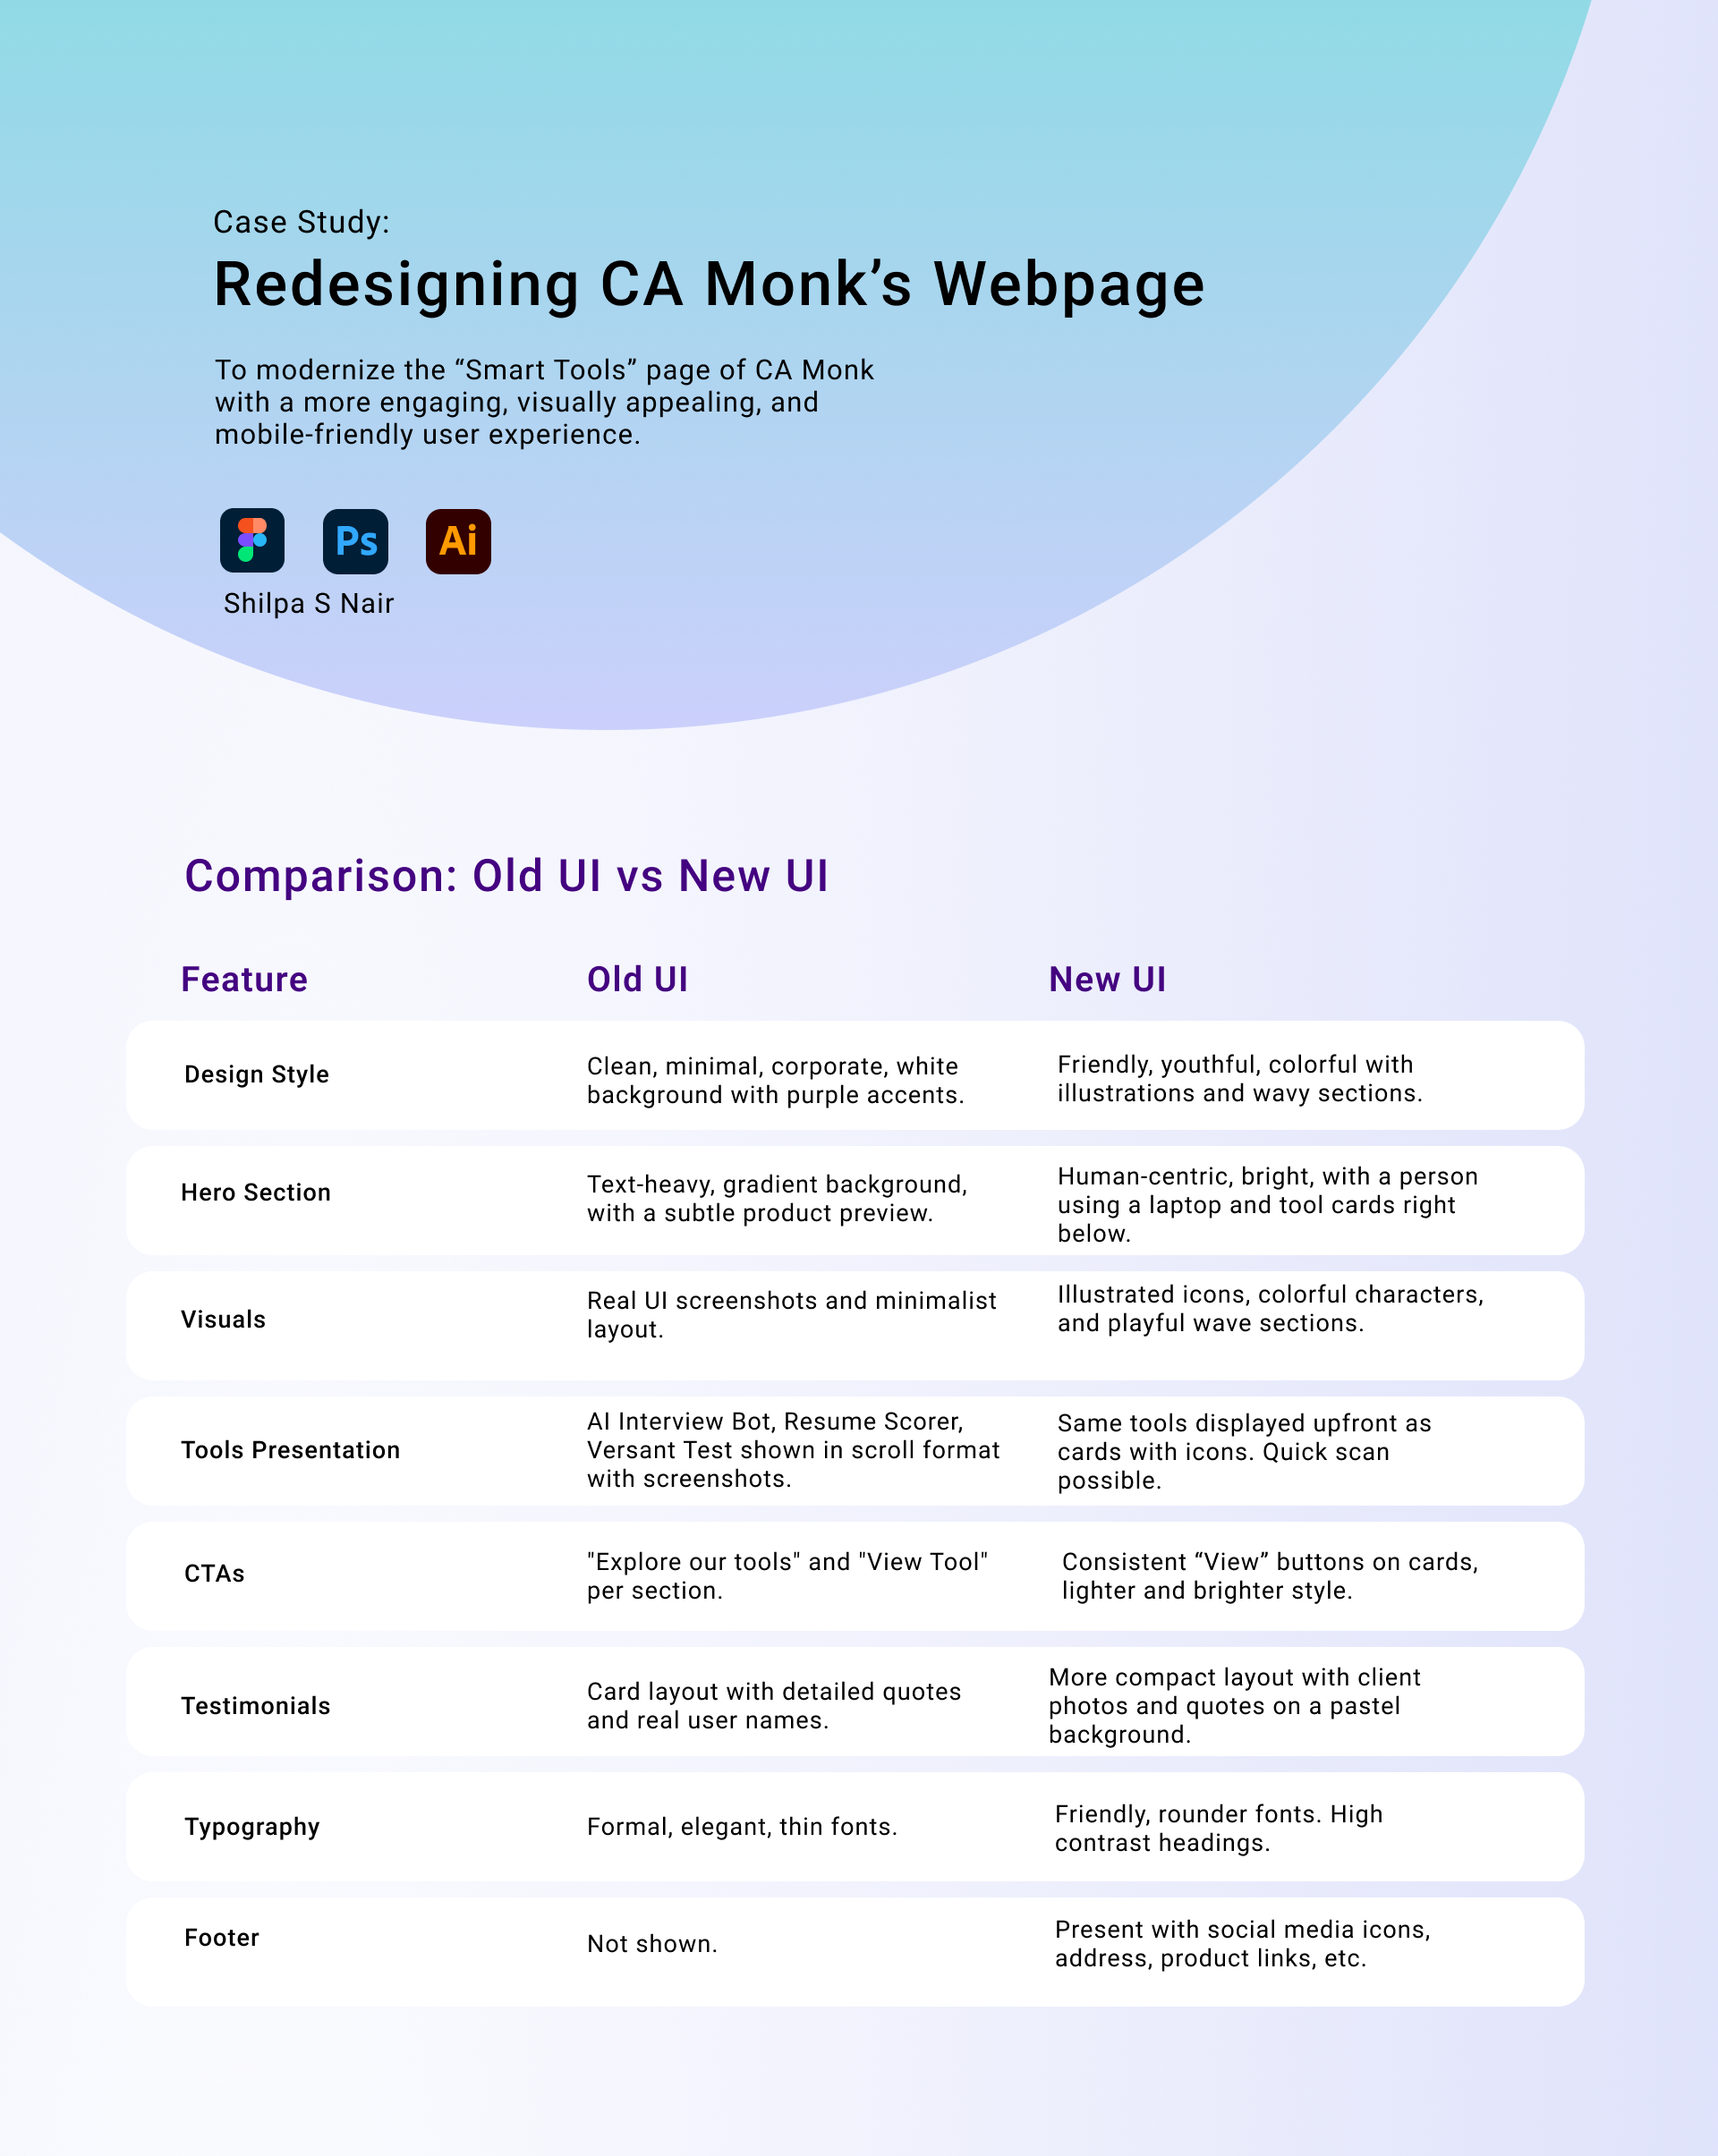 Case Study:
Redesigning CA Monk’s Webpage
To modernize the “Smart Tools” page of CA Monk
with a more engaging, visually appealing, and
mobile-friendly user experience.
Ps
Ai
Shilpa S Nair
Comparison: Old UI vs New UI
Feature
Old UI
New UI
Design Style
Clean, minimal, corporate, white
background with purple accents.
Friendly, youthful, colorful with
illustrations and wavy sections.
Hero Section
Text-heavy, gradient background,
with a subtle product preview.
Human-centric, bright, with a person
using a laptop and tool cards right
below.
Visuals
Real UI screenshots and minimalist
layout.
Illustrated icons, colorful characters,
and playful wave sections.
Tools Presentation
AI Interview Bot, Resume Scorer,
Versant Test shown in scroll format
with screenshots.
Same tools displayed upfront as
cards with icons. Quick scan
possible.
CTAs
"Explore our tools" and "View Tool"
per section.
Consistent “View” buttons on cards,
lighter and brighter style.
Testimonials
Card layout with detailed quotes
and real user names.
More compact layout with client
photos and quotes on a pastel
background.
Typography
Formal, elegant, thin fonts.
Friendly, rounder fonts. High
contrast headings.
Footer
Not shown.
Present with social media icons,
address, product links, etc.